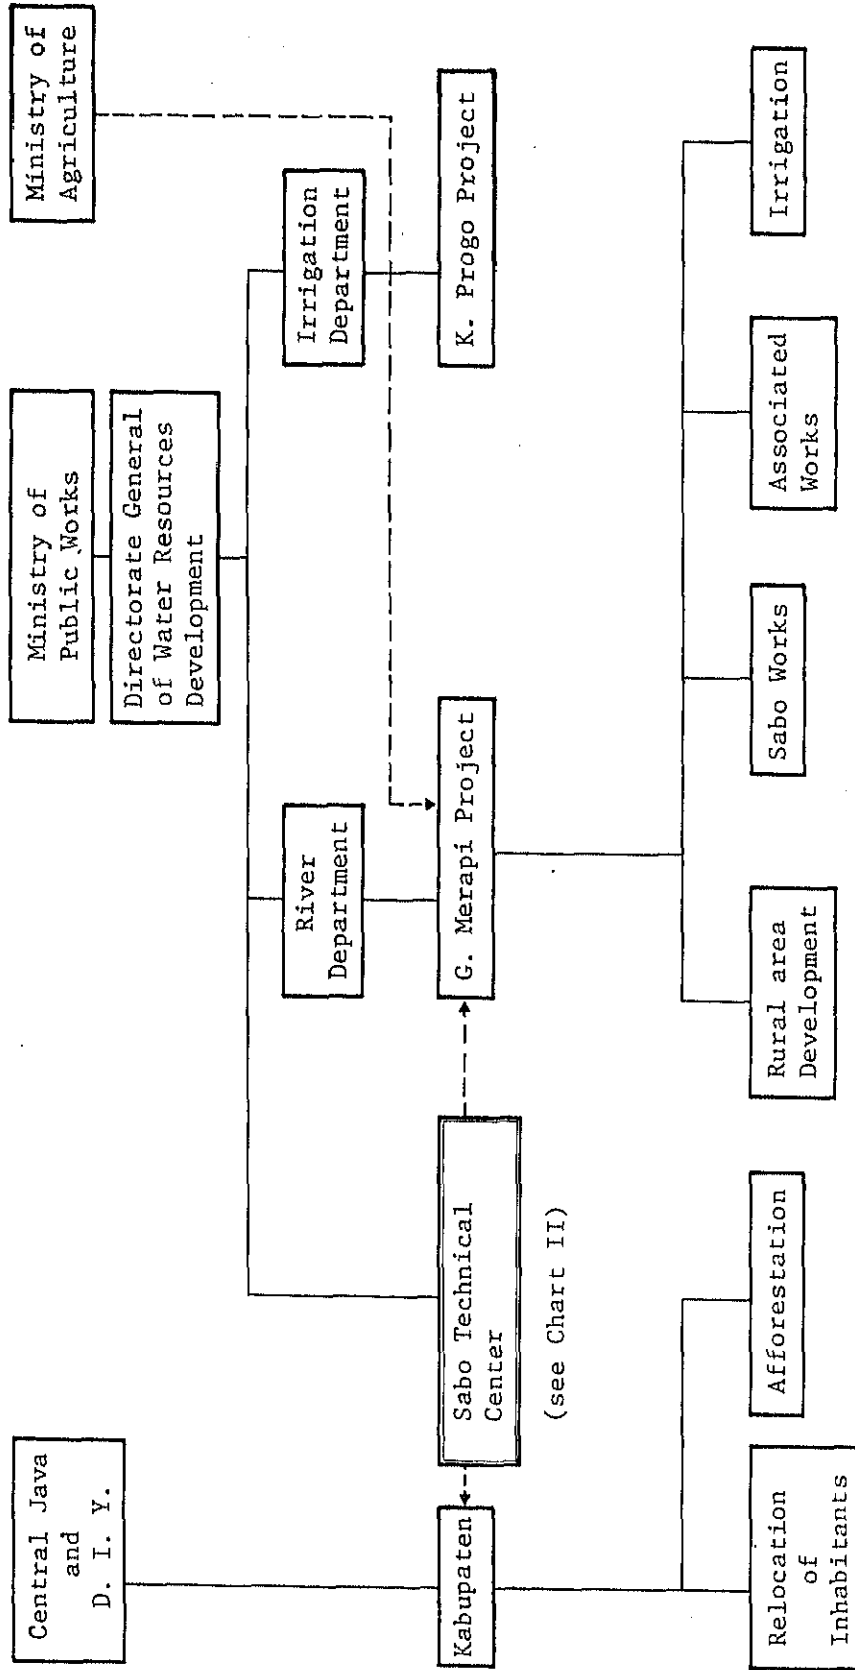 Central Java
and
D. I. Y.
Ministry of
Public Works
Ministry of
Agriculture
Directorate General
of Water Resources
Development
River
Department
Irrigation
Department
Kabupaten
Sabo Technical
Center
G. Merapi Project
K. Progo Project
(see Chart II)
Relocation
of
Inhabitants
Afforestation
Rural area
Development
Sabo Works
Associated
Works
Irrigation